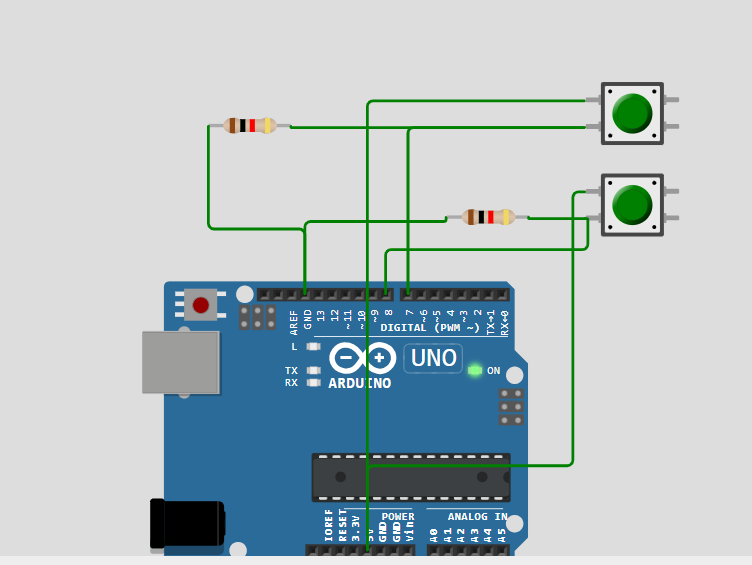 AREF
GND
13
12
~11
~10
~9
8
7
~6
~5
4
~3
2
TX→1
RX←0
DIGITAL (PWM ~)
L
TX
RX
UNO
ON
ARDUINO
POWER
ANALOG IN
IOREF
RESET
3.3V
5V
GND
GND
Vin
A0
A1
A2
A3
A4
A5